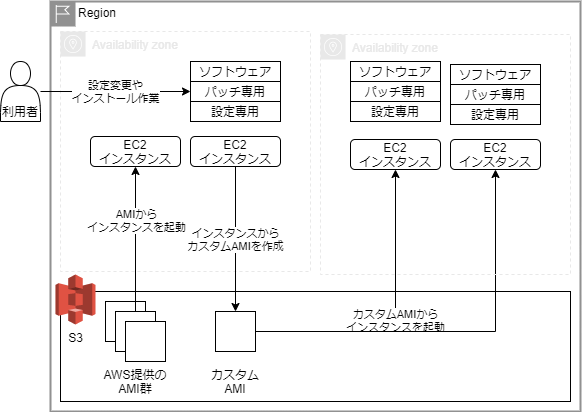 Region
Availability zone
Availability zone
設定変更や
インストール作業
利用者
ソフトウェア
パッチ専用
設定専用
ソフトウェア
パッチ専用
設定専用
ソフトウェア
パッチ専用
設定専用
EC2
インスタンス
EC2
インスタンス
EC2
インスタンス
EC2
インスタンス
AMIから
インスタンスを起動
インスタンスから
カスタムAMIを作成
S3
カスタムAMIから
インスタンスを起動
AWS提供の
AMI群
カスタム
AMI